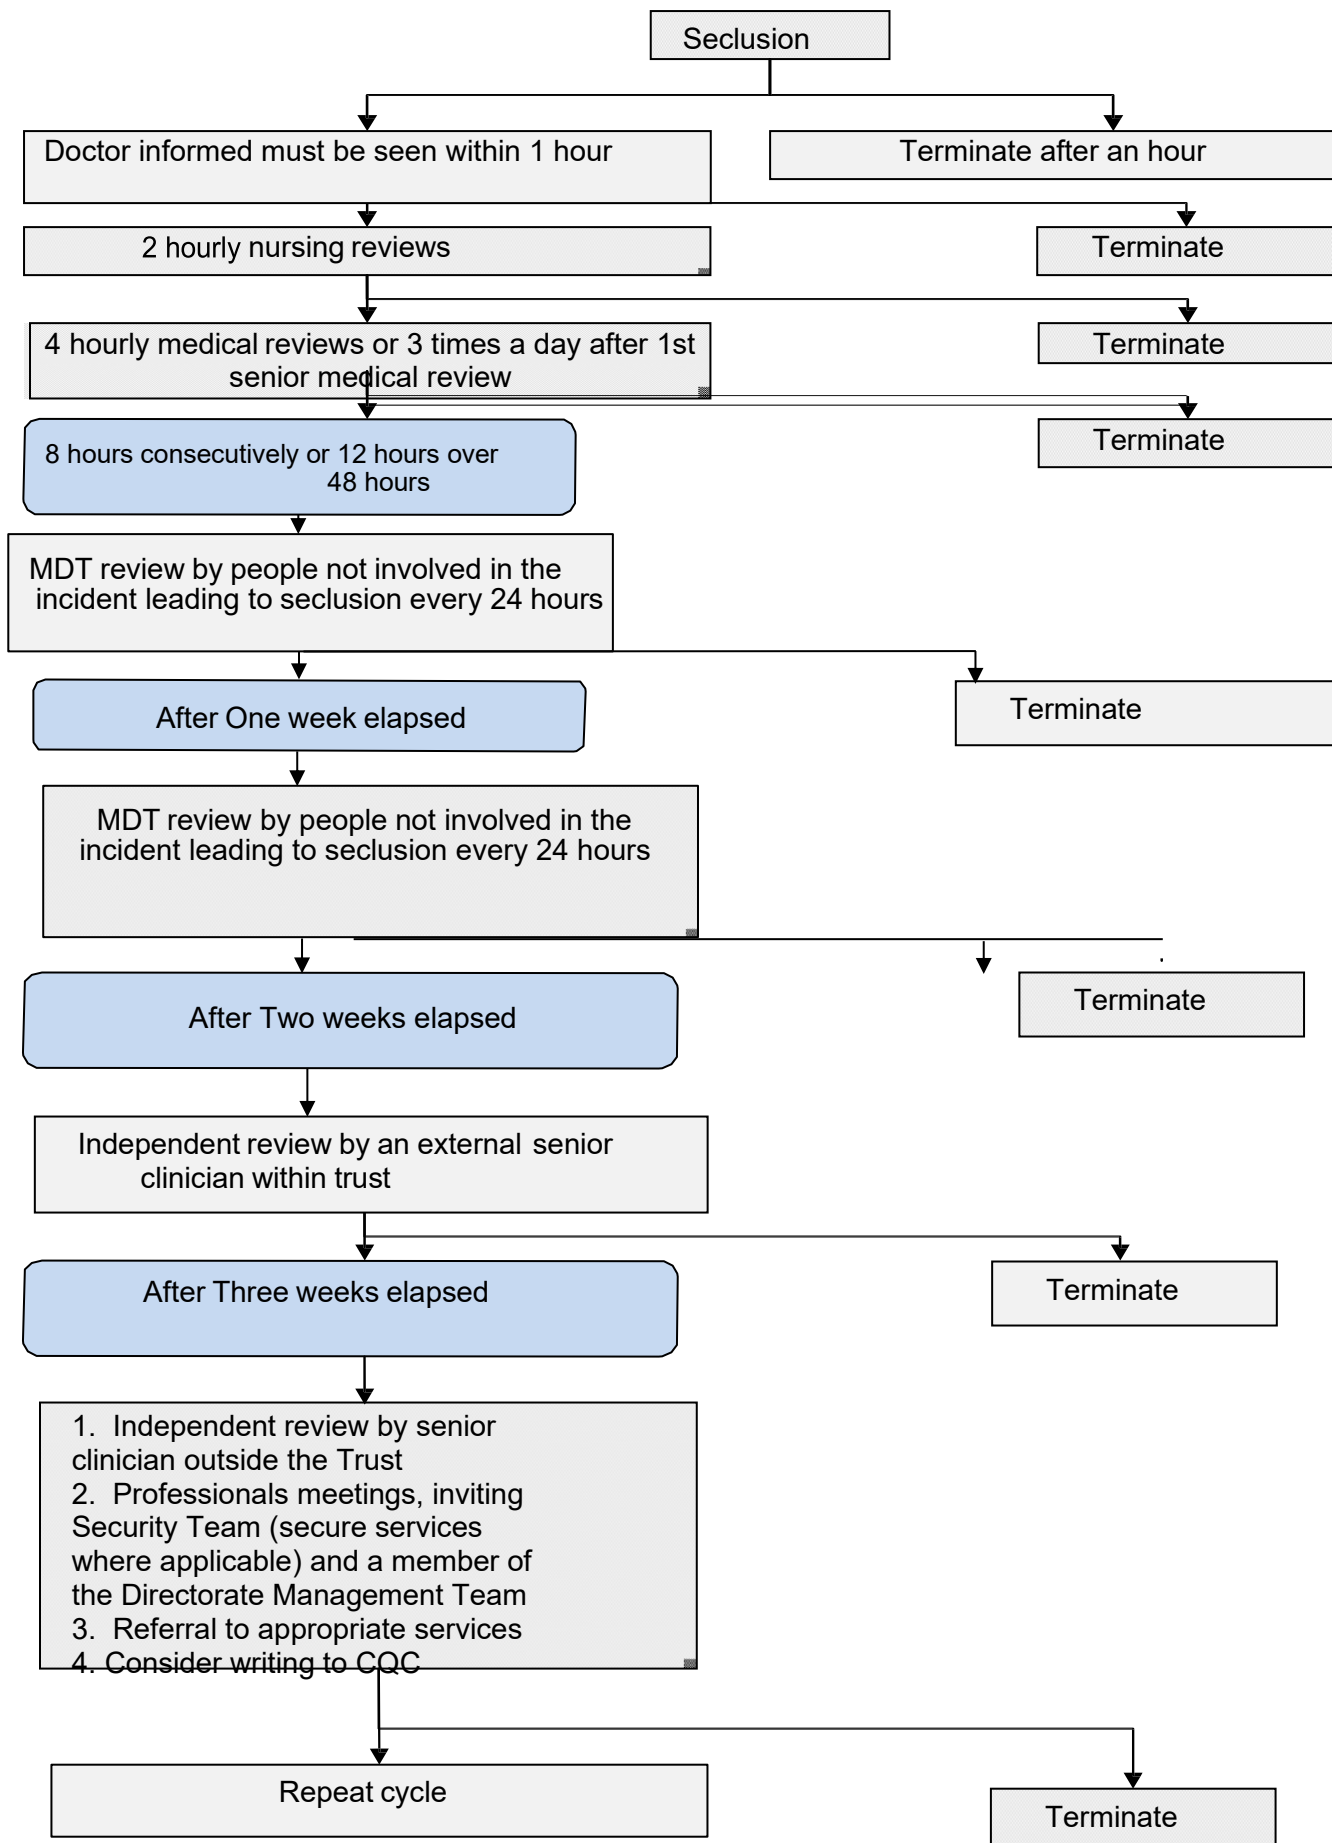 Seclusion
Doctor informed must be seen within 1 hour
Terminate after an hour
2 hourly nursing reviews
Terminate
4 hourly medical reviews or 3 times a day after 1st
senior medical review
Terminate
8 hours consecutively or 12 hours over
48 hours
Terminate
MDT review by people not involved in the
incident leading to seclusion every 24 hours
After One week elapsed
Terminate
MDT review by people not involved in the
incident leading to seclusion every 24 hours
After Two weeks elapsed
Terminate
Independent review by an external senior
clinician within trust
After Three weeks elapsed
Terminate
1. Independent review by senior
clinician outside the Trust
2. Professionals meetings, inviting
Security Team (secure services
where applicable) and a member of
the Directorate Management Team
3. Referral to appropriate services
4. Consider writing to CQC
Repeat cycle
Terminate